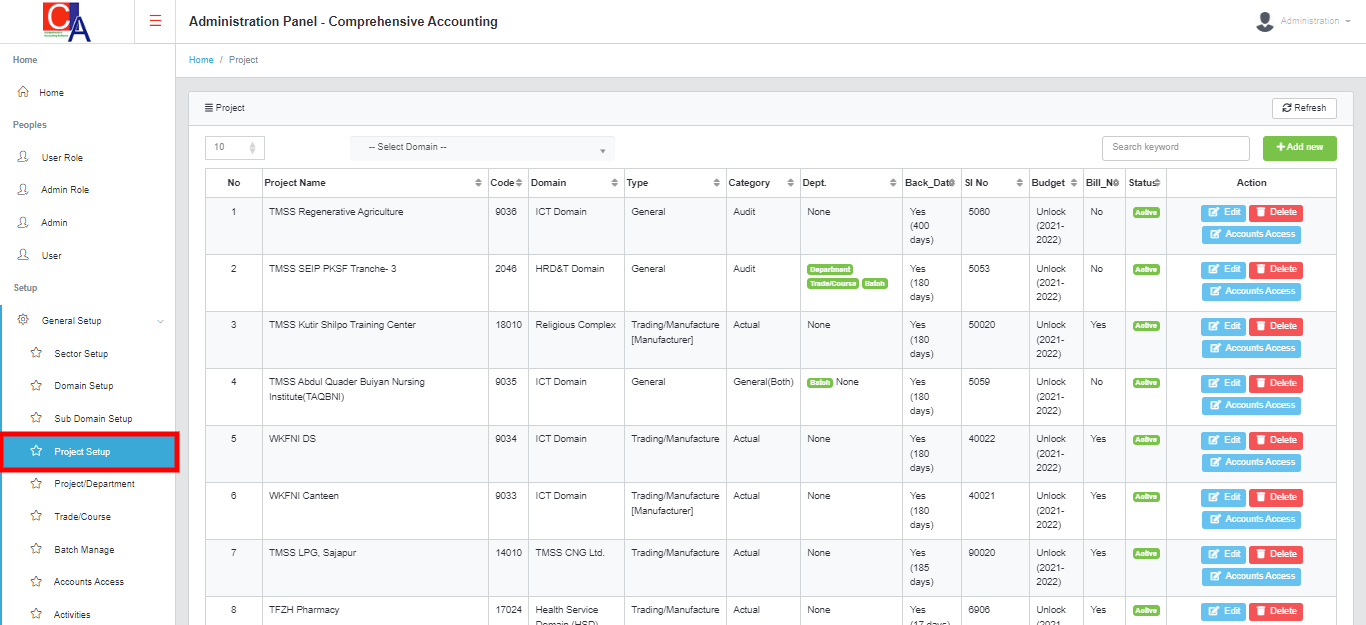 CA
Administration Panel - Comprehensive Accounting
Administration
Home
Home / Project
Home
Peoples
User Role
Admin Role
Admin
User
Setup
General Setup
Sector Setup
Domain Setup
Sub Domain Setup
Project Setup
Project/Department
Trade/Course
Batch Manage
Accounts Access
Activities
Project
Refresh
10
-- Select Domain --
Search keyword
Add new
No Project Name Code Domain Type Category Dept. Back_Date Sl No Budget Bill_No Status Action
1 TMSS Regenerative Agriculture 9036 ICT Domain General Audit None Yes 5060 Unlock No Active Edit Delete
(400 (2021-
days) 2022)
Accounts Access
2 TMSS SEIP PKSF Tranche- 3 2046 HRD&T Domain General Audit Department Yes 5053 Unlock No Active Edit Delete
Trade/Cource Batch (180 (2021-
days) 2022)
Accounts Access
3 TMSS Kutir Shilpo Training Center 18010 Religious Complex Trading/Manufacture Actual None Yes 50020 Unlock Yes Active Edit Delete
[Manufacturer] (180 (2021-
days) 2022)
Accounts Access
4 TMSS Abdul Quader Buiyan Nursing 9035 ICT Domain General General(Both) Batch None Yes 5059 Unlock No Active Edit Delete
Institute(TAQBNI) (180 (2021-
days) 2022)
Accounts Access
5 WKFNI DS 9034 ICT Domain Trading/Manufacture Actual None Yes 40022 Unlock Yes Active Edit Delete
(180 (2021-
days) 2022)
Accounts Access
6 WKFNI Canteen 9033 ICT Domain Trading/Manufacture Actual None Yes 40021 Unlock Yes Active Edit Delete
[Manufacturer] (180 (2021-
days) 2022)
Accounts Access
7 TMSS LPG, Sajapur 14010 TMSS CNG Ltd. Trading/Manufacture Actual None Yes 90020 Unlock Yes Active Edit Delete
(185 (2021-
days) 2022)
Accounts Access
8 TFZH Pharmacy 17024 Health Service Trading/Manufacture Actual None Yes 6906 Unlock Yes Active Edit Delete
Domain (HSD) (17 days) (2021-